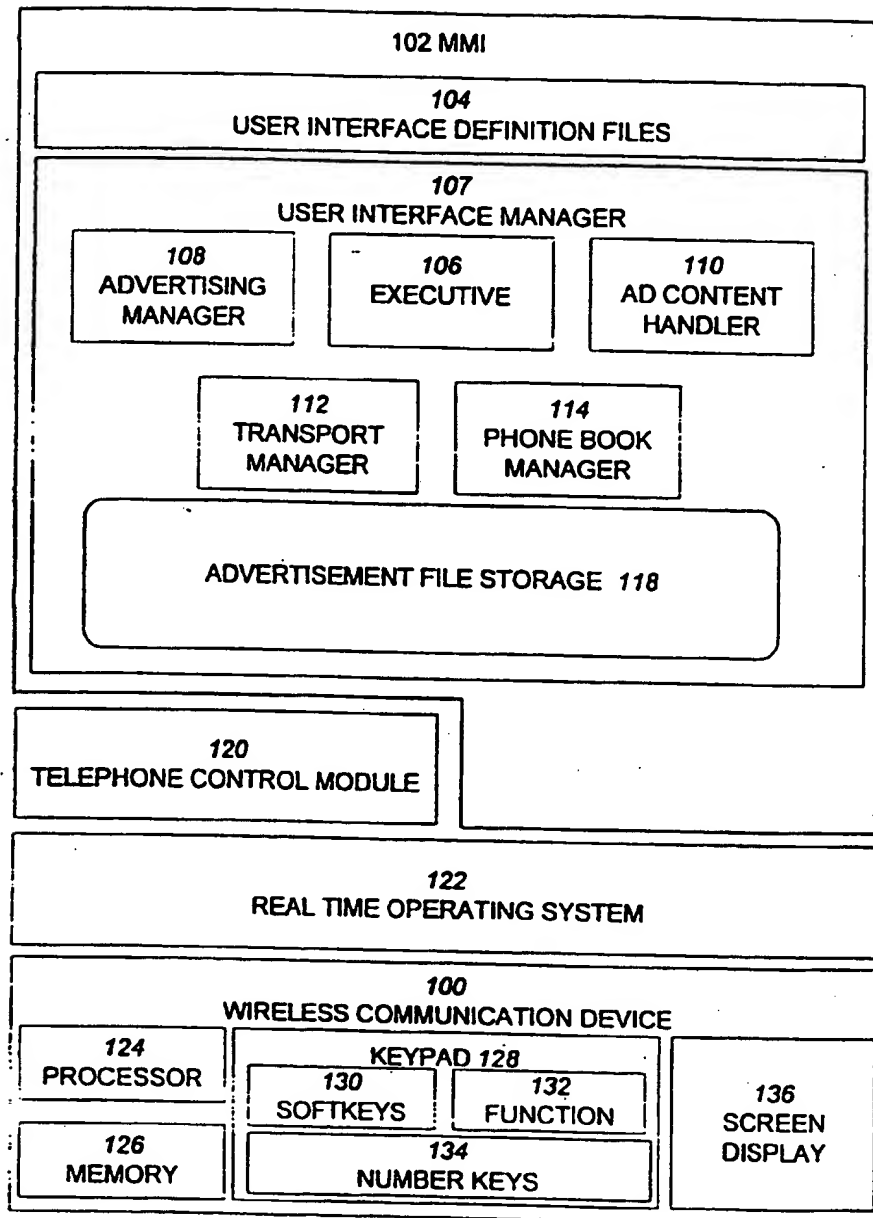 102 MMI
104
USER INTERFACE DEFINITION FILES
107
USER INTERFACE MANAGER
108
ADVERTISING
MANAGER
106
EXECUTIVE
110
AD CONTENT
HANDLER
112
TRANSPORT
MANAGER
114
PHONE BOOK
MANAGER
ADVERTISEMENT FILE STORAGE 118
120
TELEPHONE CONTROL MODULE
122
REAL TIME OPERATING SYSTEM
100
WIRELESS COMMUNICATION DEVICE
124
PROCESSOR
126
MEMORY
KEYPAD 128
130
SOFTKEYS
132
FUNCTION
134
NUMBER KEYS
136
SCREEN
DISPLAY